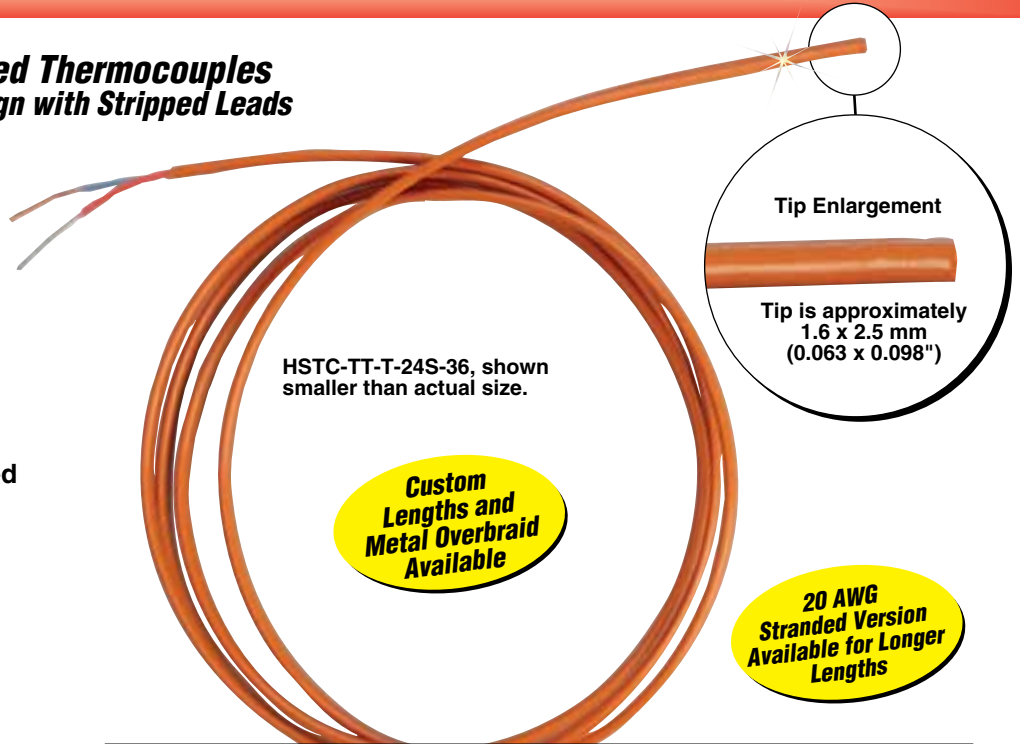 Thermocouples
with Stripped Leads
Tip Enlargement
Tip is approximately
1.6 x 2.5 mm
(0.063 x 0.098")
HSTC-TT-T-24S-36, shown
smaller than actual size.
Custom
Lengths and
Metal Overbraid
Available
20 AWG
Stranded Version
Available for Longer
Lengths